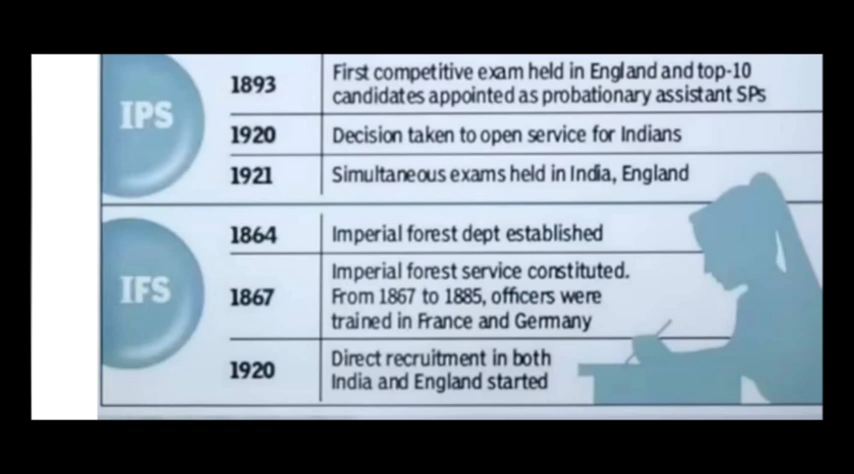 IPS
1893
First competitive exam held in England and top-10
candidates appointed as probationary assistant SPs
1920
Decision taken to open service for Indians
1921
Simultaneous exams held in India, England
IFS
1864
Imperial forest dept established
1867
Imperial forest service constituted.
From 1867 to 1885, officers were
trained in France and Germany
1920
Direct recruitment in both
India and England started